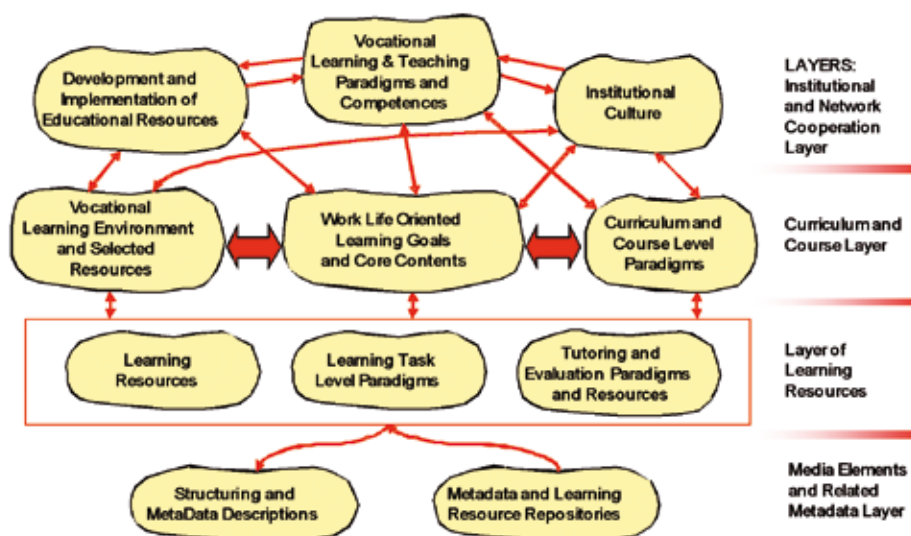 Development and
Implementation of
Educational Resources
Vocational
Learning & Teaching
Paradigms and
Competences
Institutional
Culture
LAYERS:
Institutional
and Network
Cooperation
Layer
Vocational
Learning Environment
and Selected
Resources
Work Life Oriented
Learning Goals
and Core Contents
Curriculum and
Course Level
Paradigms
Curriculum and
Course Layer
Learning
Resources
Learning Task
Level Paradigms
Tutoring and
Evaluation Paradigms
and Resources
Layer of
Learning
Resources
Structuring and
MetaData Descriptions
Metadata and Learning
Resource Repositories
Media Elements
and Related
Metadata Layer